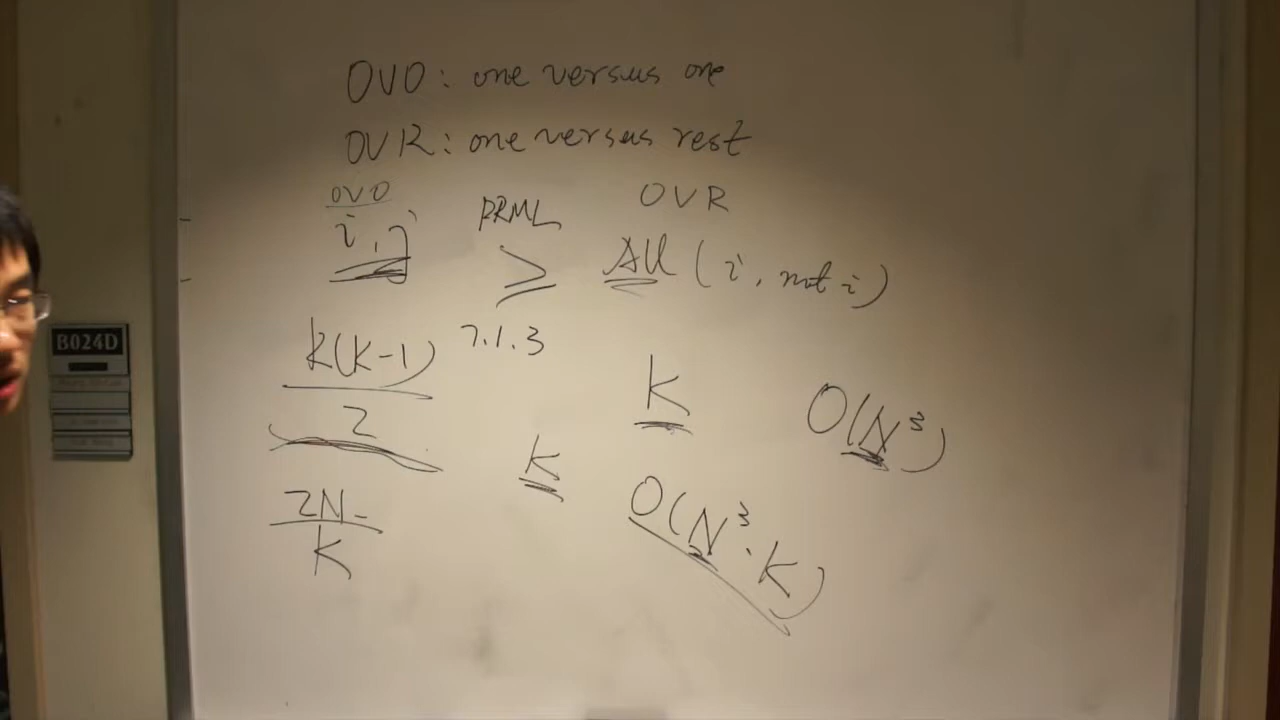 OVO: one versus one
OVR: one versus rest
OVO PRML OVR
i, j ≥ All (i, not i)
K(K-1) 7.1.3
2
K O(N³)
K
2N
K
O(N³·K)
B024D